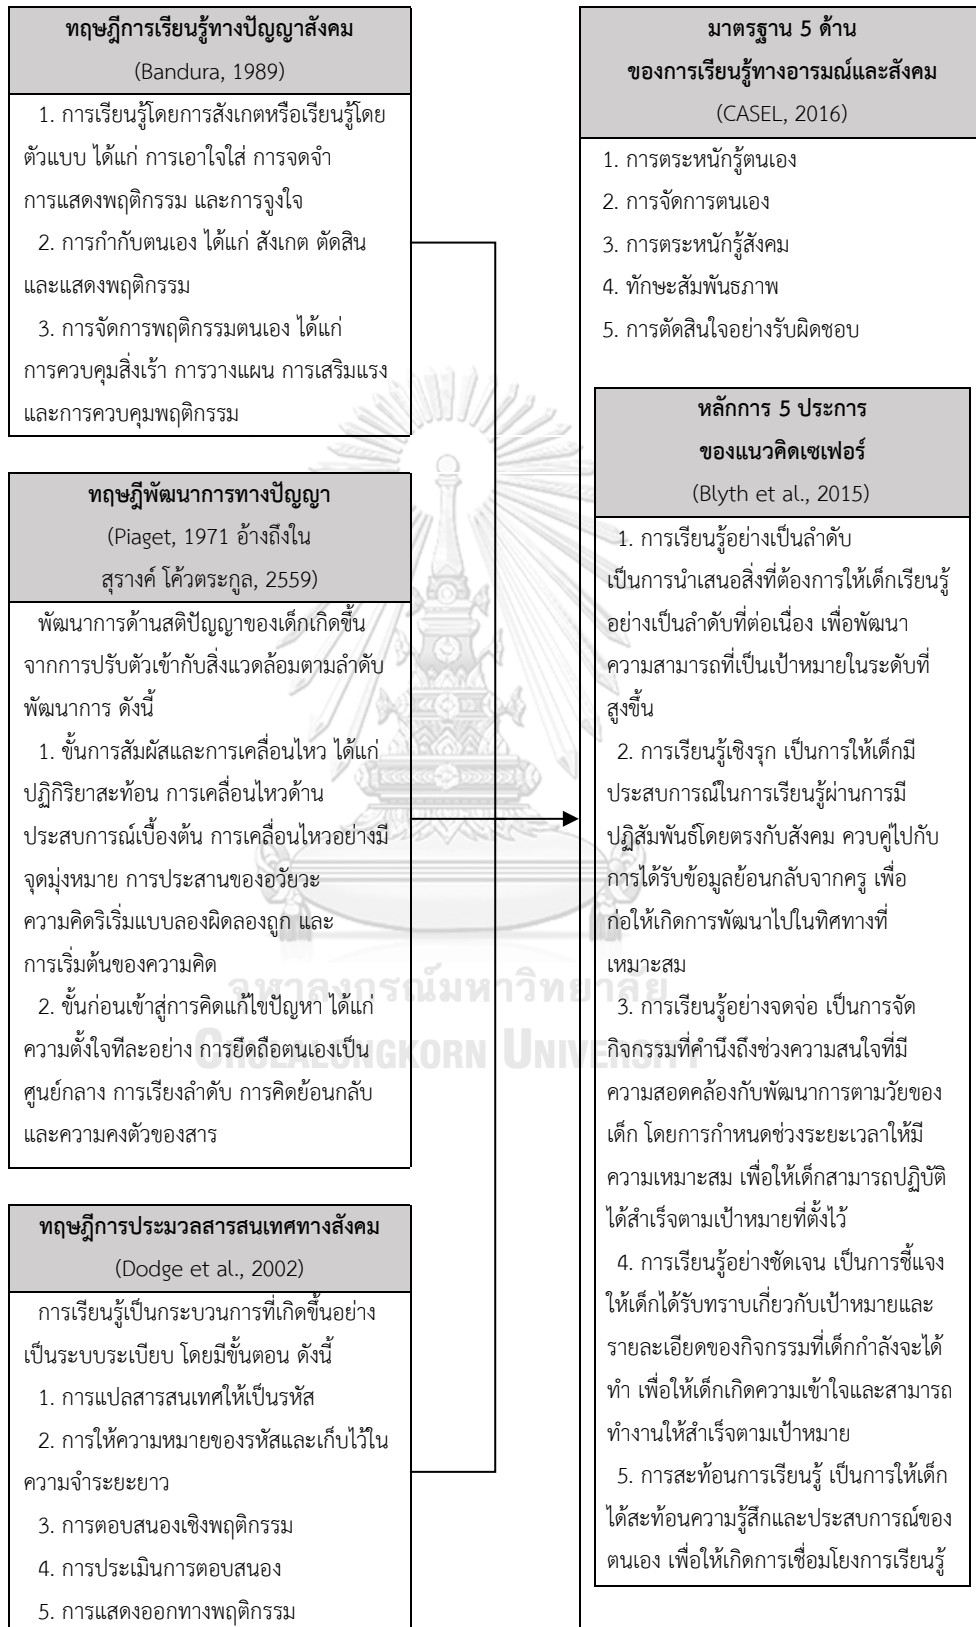 ทฤษฎีการเรียนรู้ทางปัญญาสังคม
(Bandura, 1989)
1. การเรียนรู้โดยการสังเกตหรือเรียนรู้โดย
ตัวแบบ ได้แก่ การเอาใจใส่ การจดจำ
การแสดงพฤติกรรม และการจูงใจ
2. การกำกับตนเอง ได้แก่ สังเกต ตัดสิน
และแสดงพฤติกรรม
3. การจัดการพฤติกรรมตนเอง ได้แก่
การควบคุมสิ่งเร้า การวางแผน การเสริมแรง
และการควบคุมพฤติกรรม
ทฤษฎีพัฒนาการทางปัญญา
(Piaget, 1971 อ้างถึงใน
สุรางค์ โค้วตระกูล, 2559)
พัฒนาการด้านสติปัญญาของเด็กเกิดขึ้น
จากการปรับตัวเข้ากับสิ่งแวดล้อมตามลำดับ
พัฒนาการ ดังนี้
1. ขั้นการสัมผัสและการเคลื่อนไหว ได้แก่
ปฏิกิริยาสะท้อน การเคลื่อนไหวด้าน
ประสบการณ์เบื้องต้น การเคลื่อนไหวอย่างมี
จุดมุ่งหมาย การประสานของอวัยวะ
ความคิดริเริ่มแบบลองผิดลองถูก และ
การเริ่มต้นของความคิด
2. ขั้นก่อนเข้าสู่การคิดแก้ไขปัญหา ได้แก่
ความตั้งใจทีละอย่าง การยึดถือตนเองเป็น
ศูนย์กลาง การเรียงลำดับ การคิดย้อนกลับ
และความคงตัวของสาร
ทฤษฎีการประมวลสารสนเทศทางสังคม
(Dodge et al., 2002)
การเรียนรู้เป็นกระบวนการที่เกิดขึ้นอย่าง
เป็นระบบระเบียบ โดยมีขั้นตอน ดังนี้
1. การแปลสารสนเทศให้เป็นรหัส
2. การให้ความหมายของรหัสและเก็บไว้ใน
ความจำระยะยาว
3. การตอบสนองเชิงพฤติกรรม
4. การประเมินการตอบสนอง
5. การแสดงออกทางพฤติกรรม
มาตรฐาน 5 ด้าน
ของการเรียนรู้ทางอารมณ์และสังคม
(CASEL, 2016)
1. การตระหนักรู้ตนเอง
2. การจัดการตนเอง
3. การตระหนักรู้สังคม
4. ทักษะสัมพันธภาพ
5. การตัดสินใจอย่างรับผิดชอบ
หลักการ 5 ประการ
ของแนวคิดเซเฟอร์
(Blyth et al., 2015)
1. การเรียนรู้อย่างเป็นลำดับ
เป็นการนำเสนอสิ่งที่ต้องการให้เด็กเรียนรู้
อย่างเป็นลำดับที่ต่อเนื่อง เพื่อพัฒนา
ความสามารถที่เป็นเป้าหมายในระดับที่
สูงขึ้น
2. การเรียนรู้เชิงรุก เป็นการให้เด็กมี
ประสบการณ์ในการเรียนรู้ผ่านการมี
ปฏิสัมพันธ์โดยตรงกับสังคม ควบคู่ไปกับ
การได้รับข้อมูลย้อนกลับจากครู เพื่อ
ก่อให้เกิดการพัฒนาไปในทิศทางที่
เหมาะสม
3. การเรียนรู้อย่างจดจ่อ เป็นการจัด
กิจกรรมที่คำนึงถึงช่วงความสนใจที่มี
ความสอดคล้องกับพัฒนาการตามวัยของ
เด็ก โดยการกำหนดช่วงระยะเวลาให้มี
ความเหมาะสม เพื่อให้เด็กสามารถปฏิบัติ
ได้สำเร็จตามเป้าหมายที่ตั้งไว้
4. การเรียนรู้อย่างชัดเจน เป็นการชี้แจง
ให้เด็กได้รับทราบเกี่ยวกับเป้าหมายและ
รายละเอียดของกิจกรรมที่เด็กกำลังจะได้
ทำ เพื่อให้เด็กเกิดความเข้าใจและสามารถ
ทำงานให้สำเร็จตามเป้าหมาย
5. การสะท้อนการเรียนรู้ เป็นการให้เด็ก
ได้สะท้อนความรู้สึกและประสบการณ์ของ
ตนเอง เพื่อให้เกิดการเชื่อมโยงการเรียนรู้
จุฬาลงกรณ์มหาวิทยาลัย
CHULALONGKORN UNIVERSITY